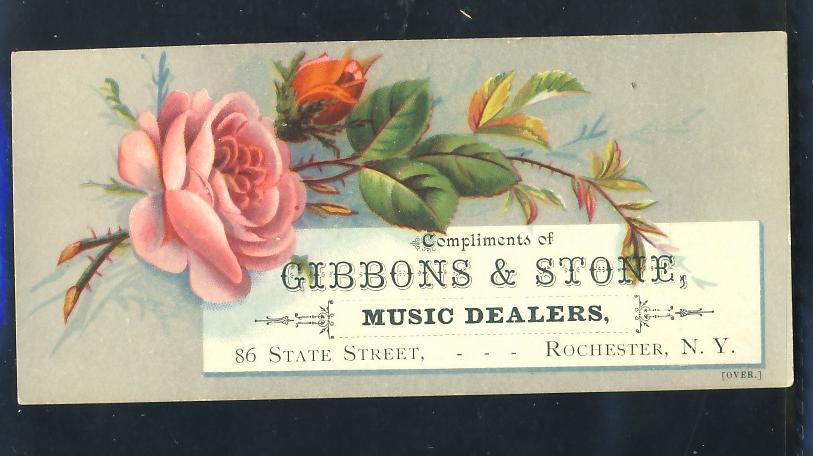 Compliments of
GIBBONS & STONE,
MUSIC DEALERS,
86 STATE STREET, - - - ROCHESTER, N. Y.
[OVER.]